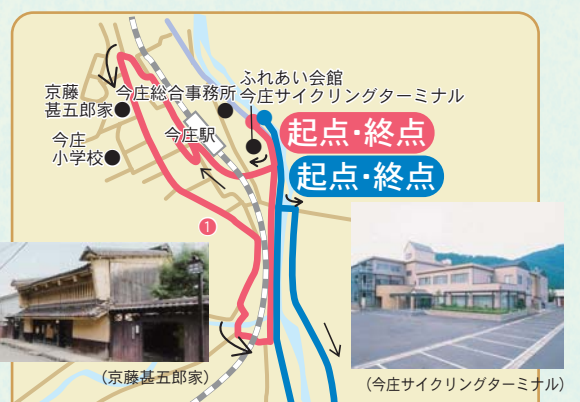 ふれあい会館
今庄サイクリングターミナル
今庄総合事務所
京藤
甚五郎家
今庄駅
今庄
小学校
起点・終点
起点・終点
1
(京藤甚五郎家)
(今庄サイクリングターミナル)